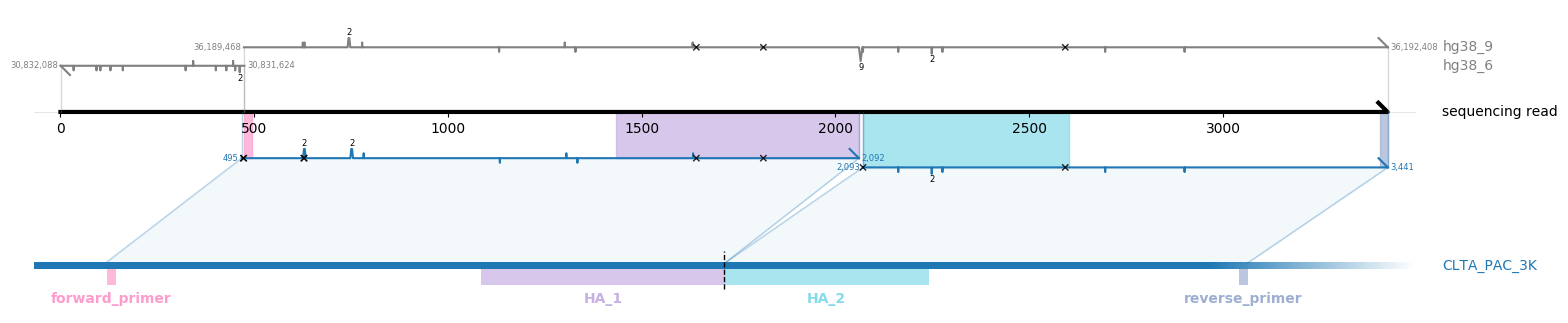 2
36,189,468
36,192,408 hg38_9
30,832,088 30,831,624 hg38_6
2 9 2
sequencing read
0 500 1000 1500 2000 2500 3000
2 2
495 2,092
2,093 3,441
2
CLTA_PAC_3K
forward_primer HA_1 HA_2 reverse_primer